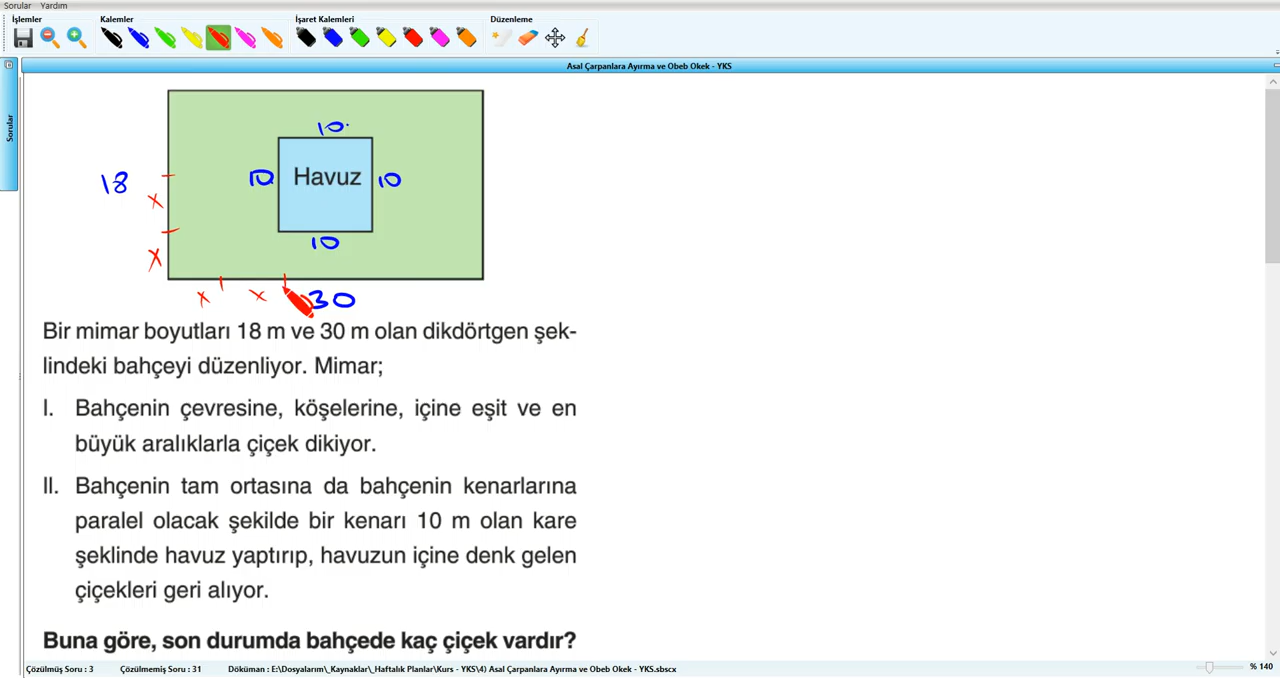 Sorular Yardım
İşlemler Kalemler İşaret Kalemleri Düzenleme
Asal Çarpanlara Ayırma ve Obeb Okek - YKS
Sorular
10
18 10 Havuz 10
x
10
x
x x 30
Bir mimar boyutları 18 m ve 30 m olan dikdörtgen şek-
lindeki bahçeyi düzenliyor. Mimar;
I. Bahçenin çevresine, köşelerine, içine eşit ve en
büyük aralıklarla çiçek dikiyor.
II. Bahçenin tam ortasına da bahçenin kenarlarına
paralel olacak şekilde bir kenarı 10 m olan kare
şeklinde havuz yaptırıp, havuzun içine denk gelen
çiçekleri geri alıyor.
Buna göre, son durumda bahçede kaç çiçek vardır?
Çözülmüş Soru : 3 Çözülmemiş Soru : 31 Döküman : E:\Dosyalarım\_Kaynaklar\_Haftalık Planlar\Kurs - YKS\4) Asal Çarpanlara Ayırma ve Obeb Okek - YKS.sbscx % 140